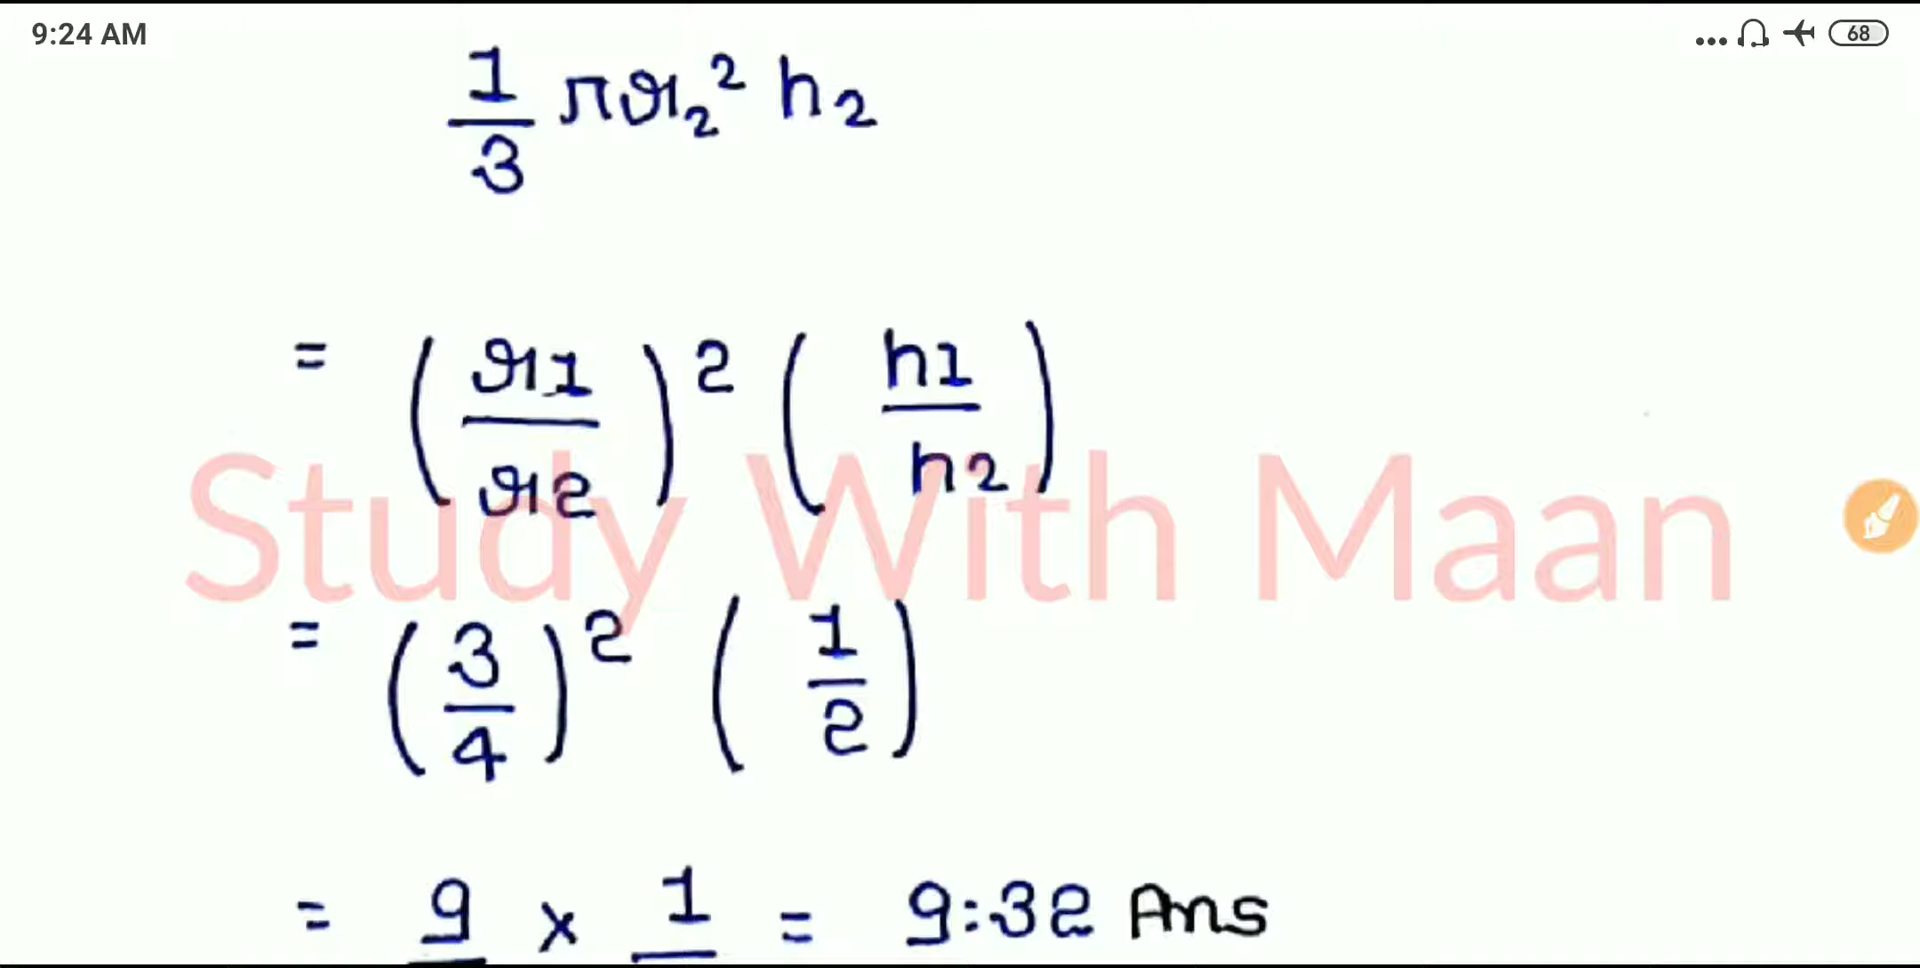 9:24 AM
68
1/3 πr₂² h₂
= (r1/r2)² (h1/h2)
Study With Maan
= (3/4)² (1/2)
= 9 × 1 = 9:32 Ans